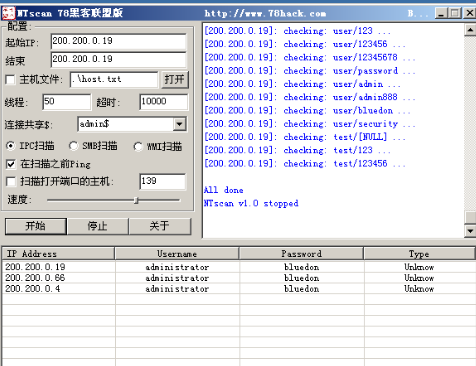 NTscan 78黑客联盟版 http://www.78hack.com B...
配置:
起始IP: 200.200.0.19
结束 200.200.0.19
主机文件: .\host.txt 打开
线程: 50 超时: 10000
连接共享$: admin$
IPC扫描 SMB扫描 WMI扫描
在扫描之前Ping
扫描打开端口的主机: 139
速度:
开始 停止 关于
[200.200.0.19]: checking: user/123 ...
[200.200.0.19]: checking: user/123456 ...
[200.200.0.19]: checking: user/12345678 ...
[200.200.0.19]: checking: user/password ...
[200.200.0.19]: checking: user/admin ...
[200.200.0.19]: checking: user/admin888 ...
[200.200.0.19]: checking: user/bluedon ...
[200.200.0.19]: checking: user/security ...
[200.200.0.19]: checking: test/[NULL] ...
[200.200.0.19]: checking: test/123 ...
[200.200.0.19]: checking: test/123456 ...
All done
NTscan v1.0 stopped
IP Address Username Password Type
200.200.0.19 administrator bluedon Unknow
200.200.0.66 administrator bluedon Unknow
200.200.0.4 administrator bluedon Unknow